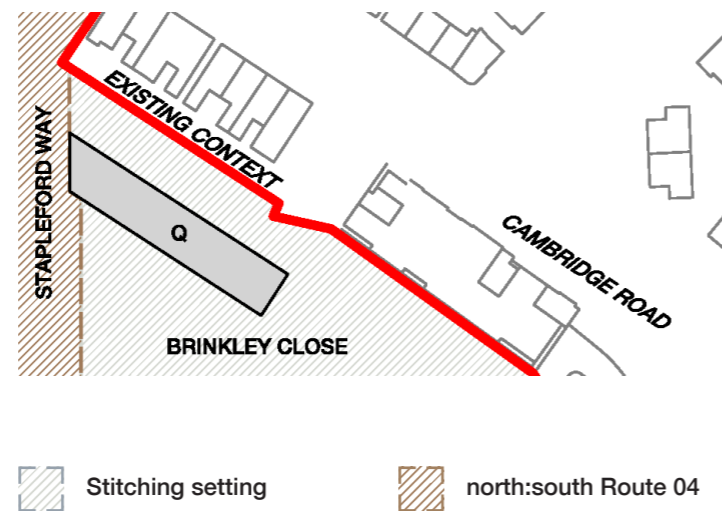 EXISTING CONTEXT
STAPLEFORD WAY
Q
CAMBRIDGE ROAD
BRINKLEY CLOSE
Stitching setting
north:south Route 04